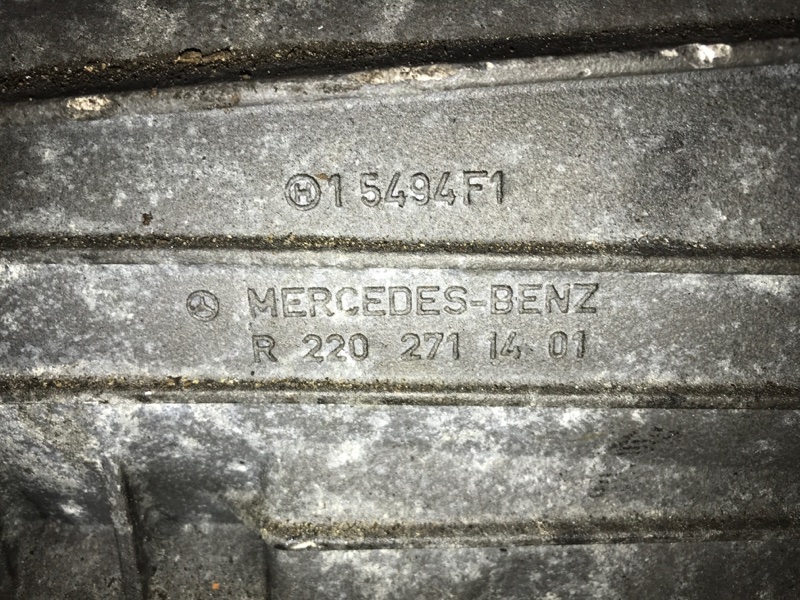 H 1 5494F1
MERCEDES-BENZ
R 220 271 14 01